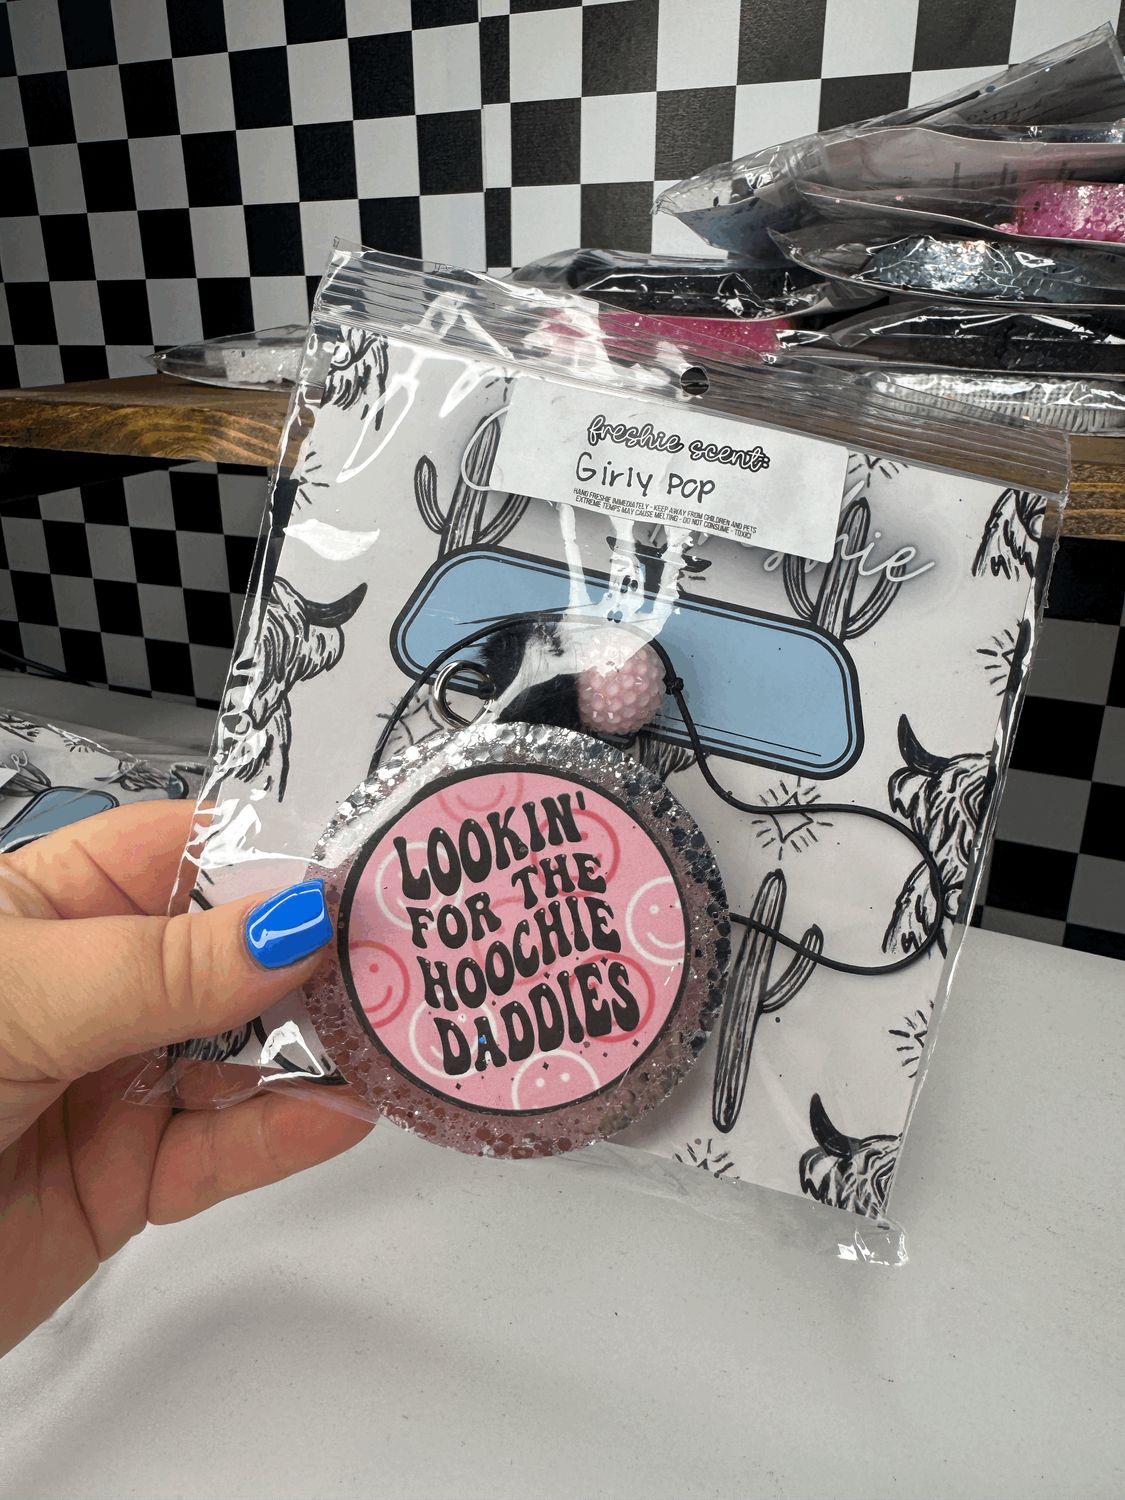 freshie scent:
Girly POP
HANG FRESHIE IMMEDIATELY - KEEP AWAY FROM CHILDREN AND PETS
EXTREME TEMPS MAY CAUSE MELTING - DO NOT CONSUME - TOXIC!
LOOKIN'
FOR THE
HOOCHIE
DADDIES